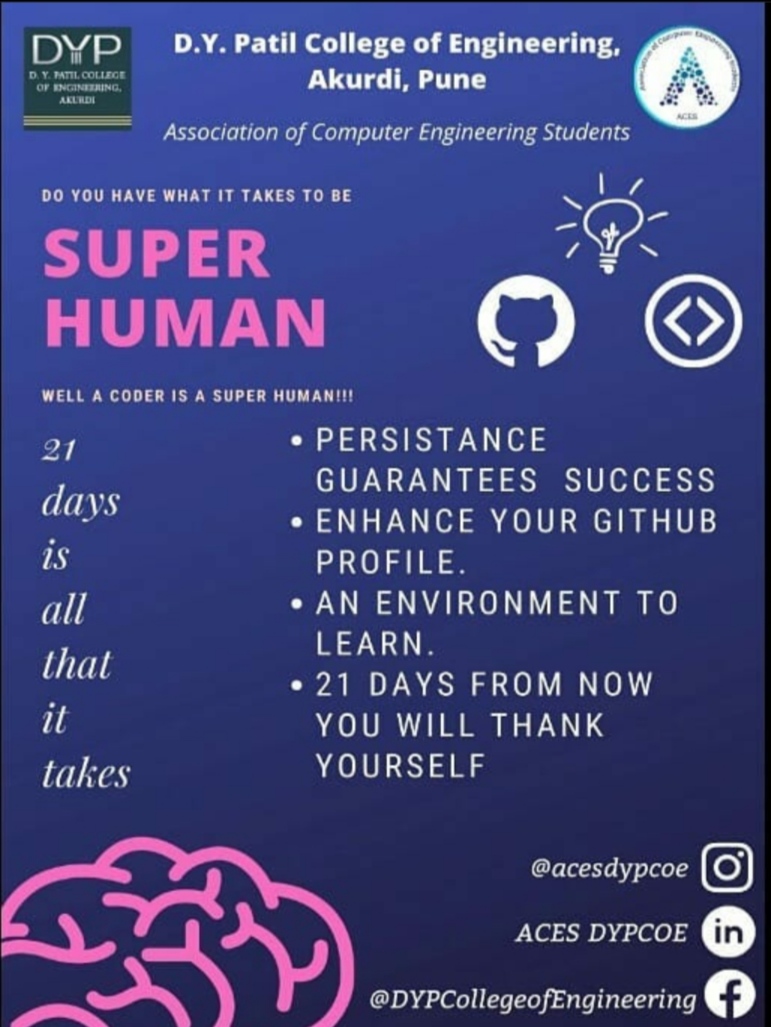 DYP
D. Y. PATIL COLLEGE
OF ENGINEERING,
AKURDI
D.Y. Patil College of Engineering,
Akurdi, Pune
Association of Computer Engineering Students
ACES
DO YOU HAVE WHAT IT TAKES TO BE
SUPER
HUMAN
WELL A CODER IS A SUPER HUMAN!!!
21
days
is
all
that
it
takes
• PERSISTANCE
GUARANTEES SUCCESS
• ENHANCE YOUR GITHUB
PROFILE.
• AN ENVIRONMENT TO
LEARN.
• 21 DAYS FROM NOW
YOU WILL THANK
YOURSELF
@acesdypcoe
ACES DYPCOE
in
@DYPCollegeofEngineering
f